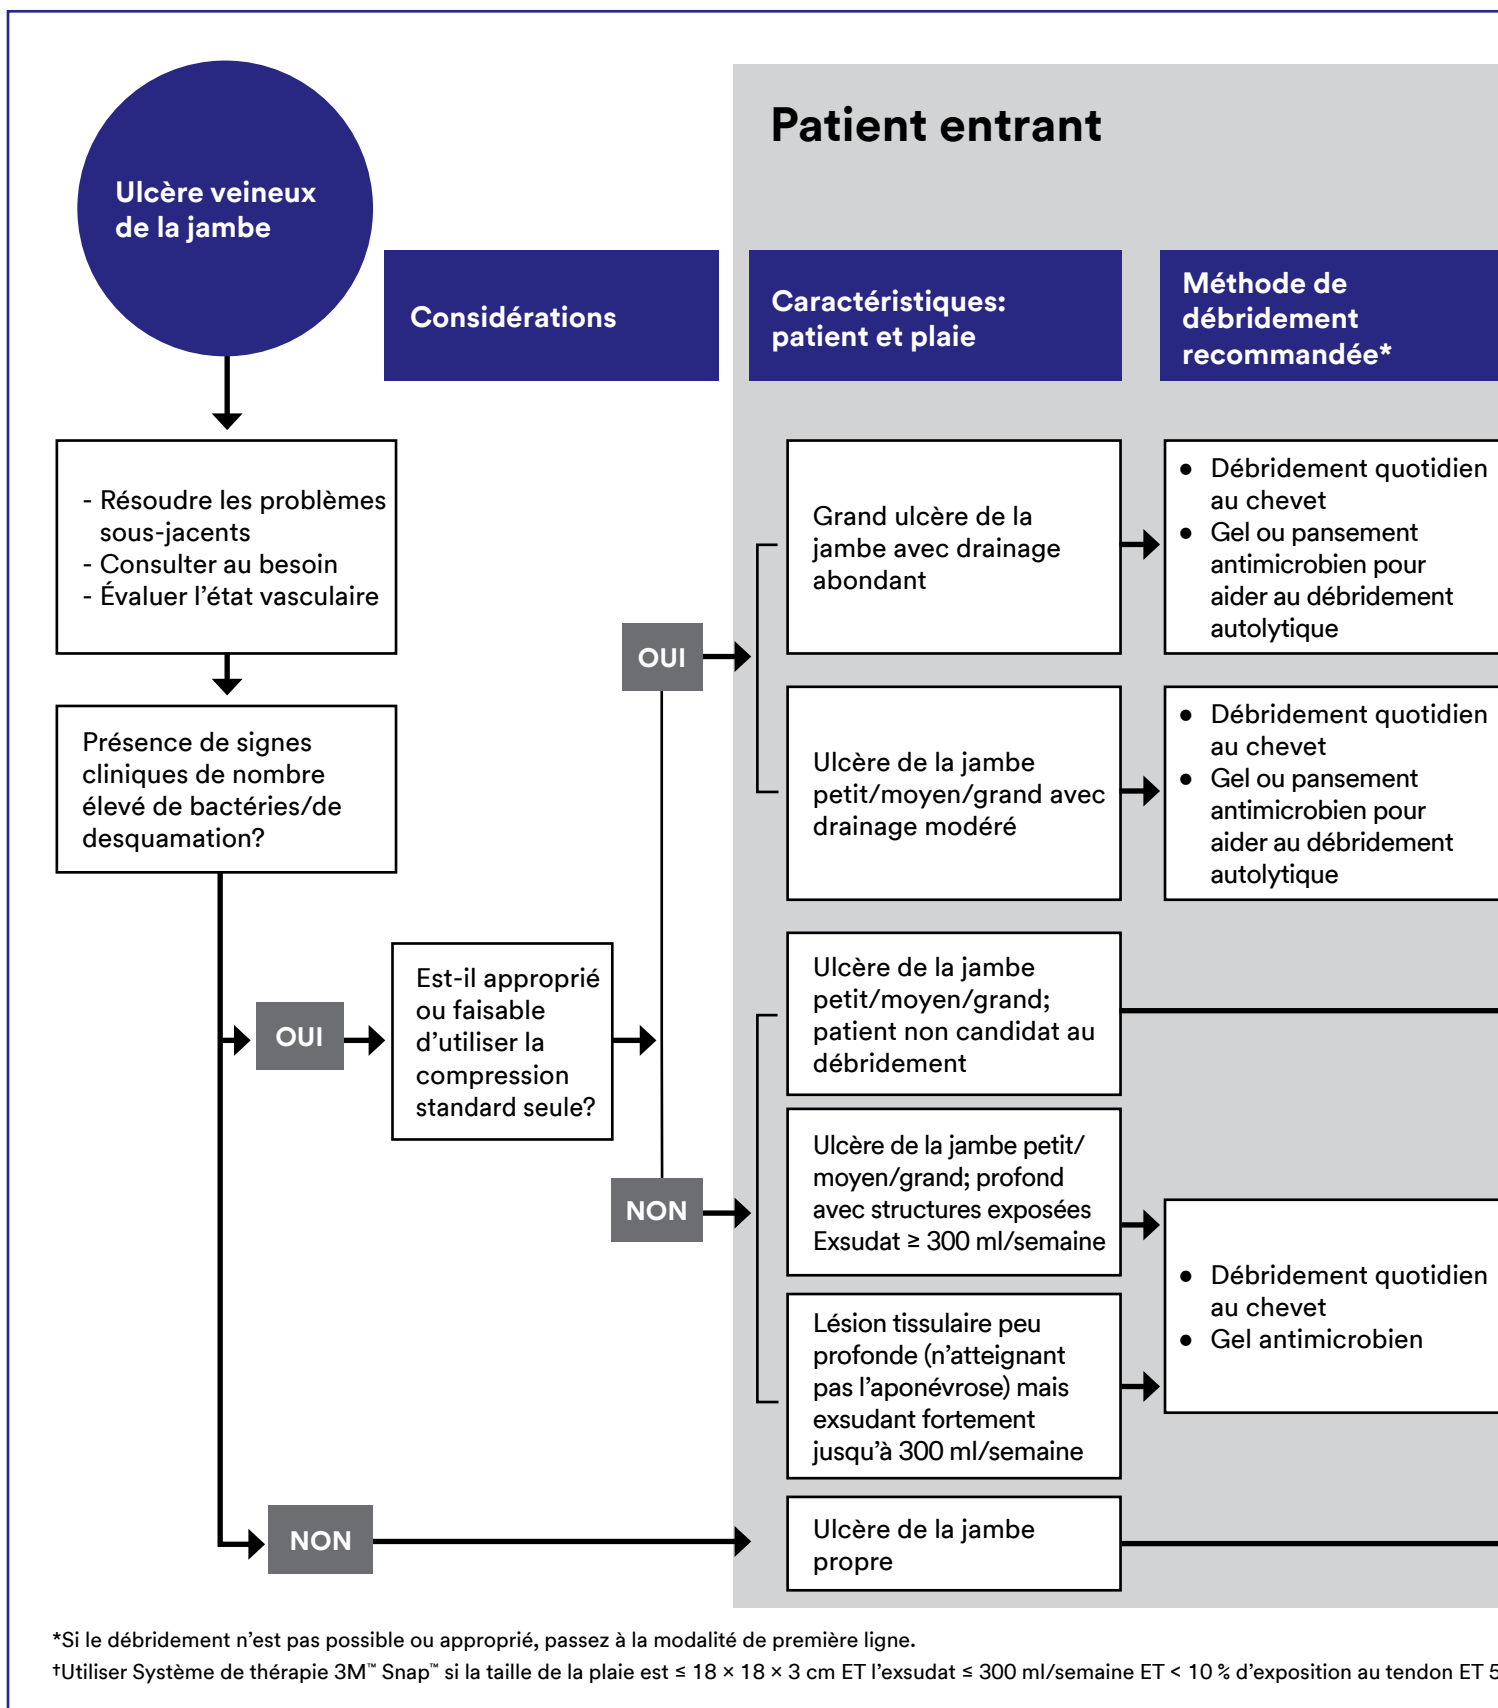 Patient entrant
Ulcère veineux
de la jambe
Considérations
Caractéristiques:
patient et plaie
Méthode de
débridement
recommandée*
- Résoudre les problèmes
sous-jacents
- Consulter au besoin
- Évaluer l'état vasculaire
Présence de signes
cliniques de nombre
élevé de bactéries/de
desquamation?
OUI
Est-il approprié
ou faisable
d'utiliser la
compression
standard seule?
OUI
Grand ulcère de la
jambe avec drainage
abondant
● Débridement quotidien
au chevet
● Gel ou pansement
antimicrobien pour
aider au débridement
autolytique
Ulcère de la jambe
petit/moyen/grand avec
drainage modéré
● Débridement quotidien
au chevet
● Gel ou pansement
antimicrobien pour
aider au débridement
autolytique
NON
Ulcère de la jambe
petit/moyen/grand;
patient non candidat au
débridement
Ulcère de la jambe petit/
moyen/grand; profond
avec structures exposées
Exsudat ≥ 300 ml/semaine
Lésion tissulaire peu
profonde (n'atteignant
pas l'aponévrose) mais
exsudant fortement
jusqu'à 300 ml/semaine
● Débridement quotidien
au chevet
● Gel antimicrobien
NON
Ulcère de la jambe
propre
*Si le débridement n'est pas possible ou approprié, passez à la modalité de première ligne.
†Utiliser Système de thérapie 3M™ Snap™ si la taille de la plaie est ≤ 18 × 18 × 3 cm ET l'exsudat ≤ 300 ml/semaine ET < 10 % d'exposition au tendon ET 5